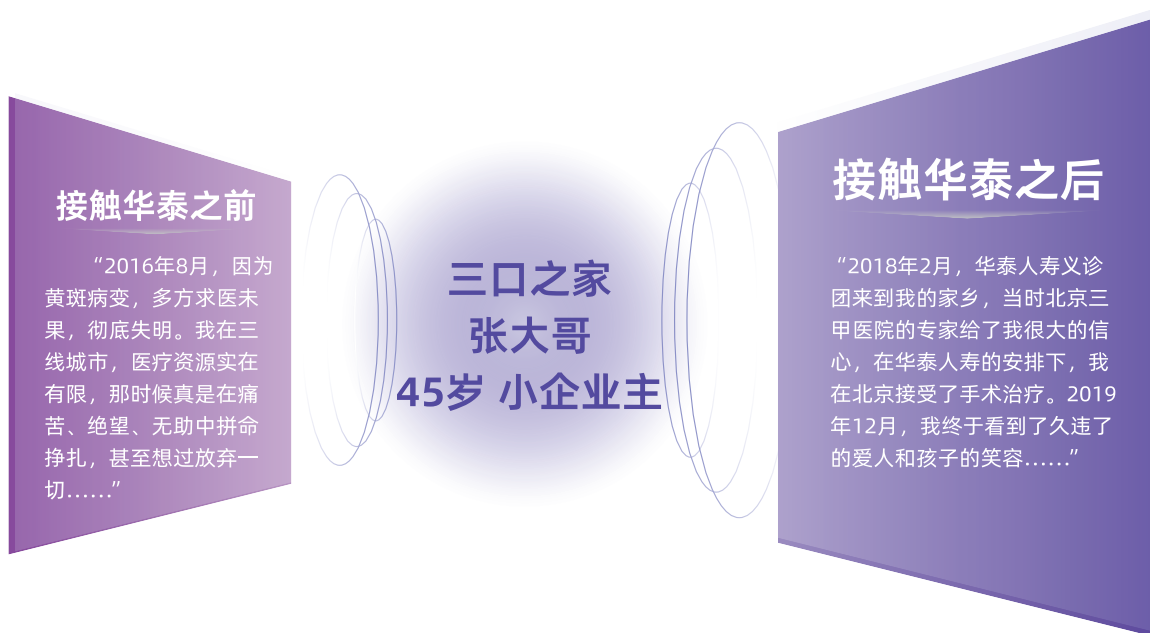 接触华泰之前
“2016年8月，因为
黄斑病变，多方求医未
果，彻底失明。我在三
线城市，医疗资源实在
有限，那时候真是在痛
苦、绝望、无助中拼命
挣扎，甚至想过放弃一
切……”
三口之家
张大哥
45岁 小企业主
接触华泰之后
“2018年2月，华泰人寿义诊
团来到我的家乡，当时北京三
甲医院的专家给了我很大的信
心，在华泰人寿的安排下，我
在北京接受了手术治疗。2019
年12月，我终于看到了久违了
的爱人和孩子的笑容……”